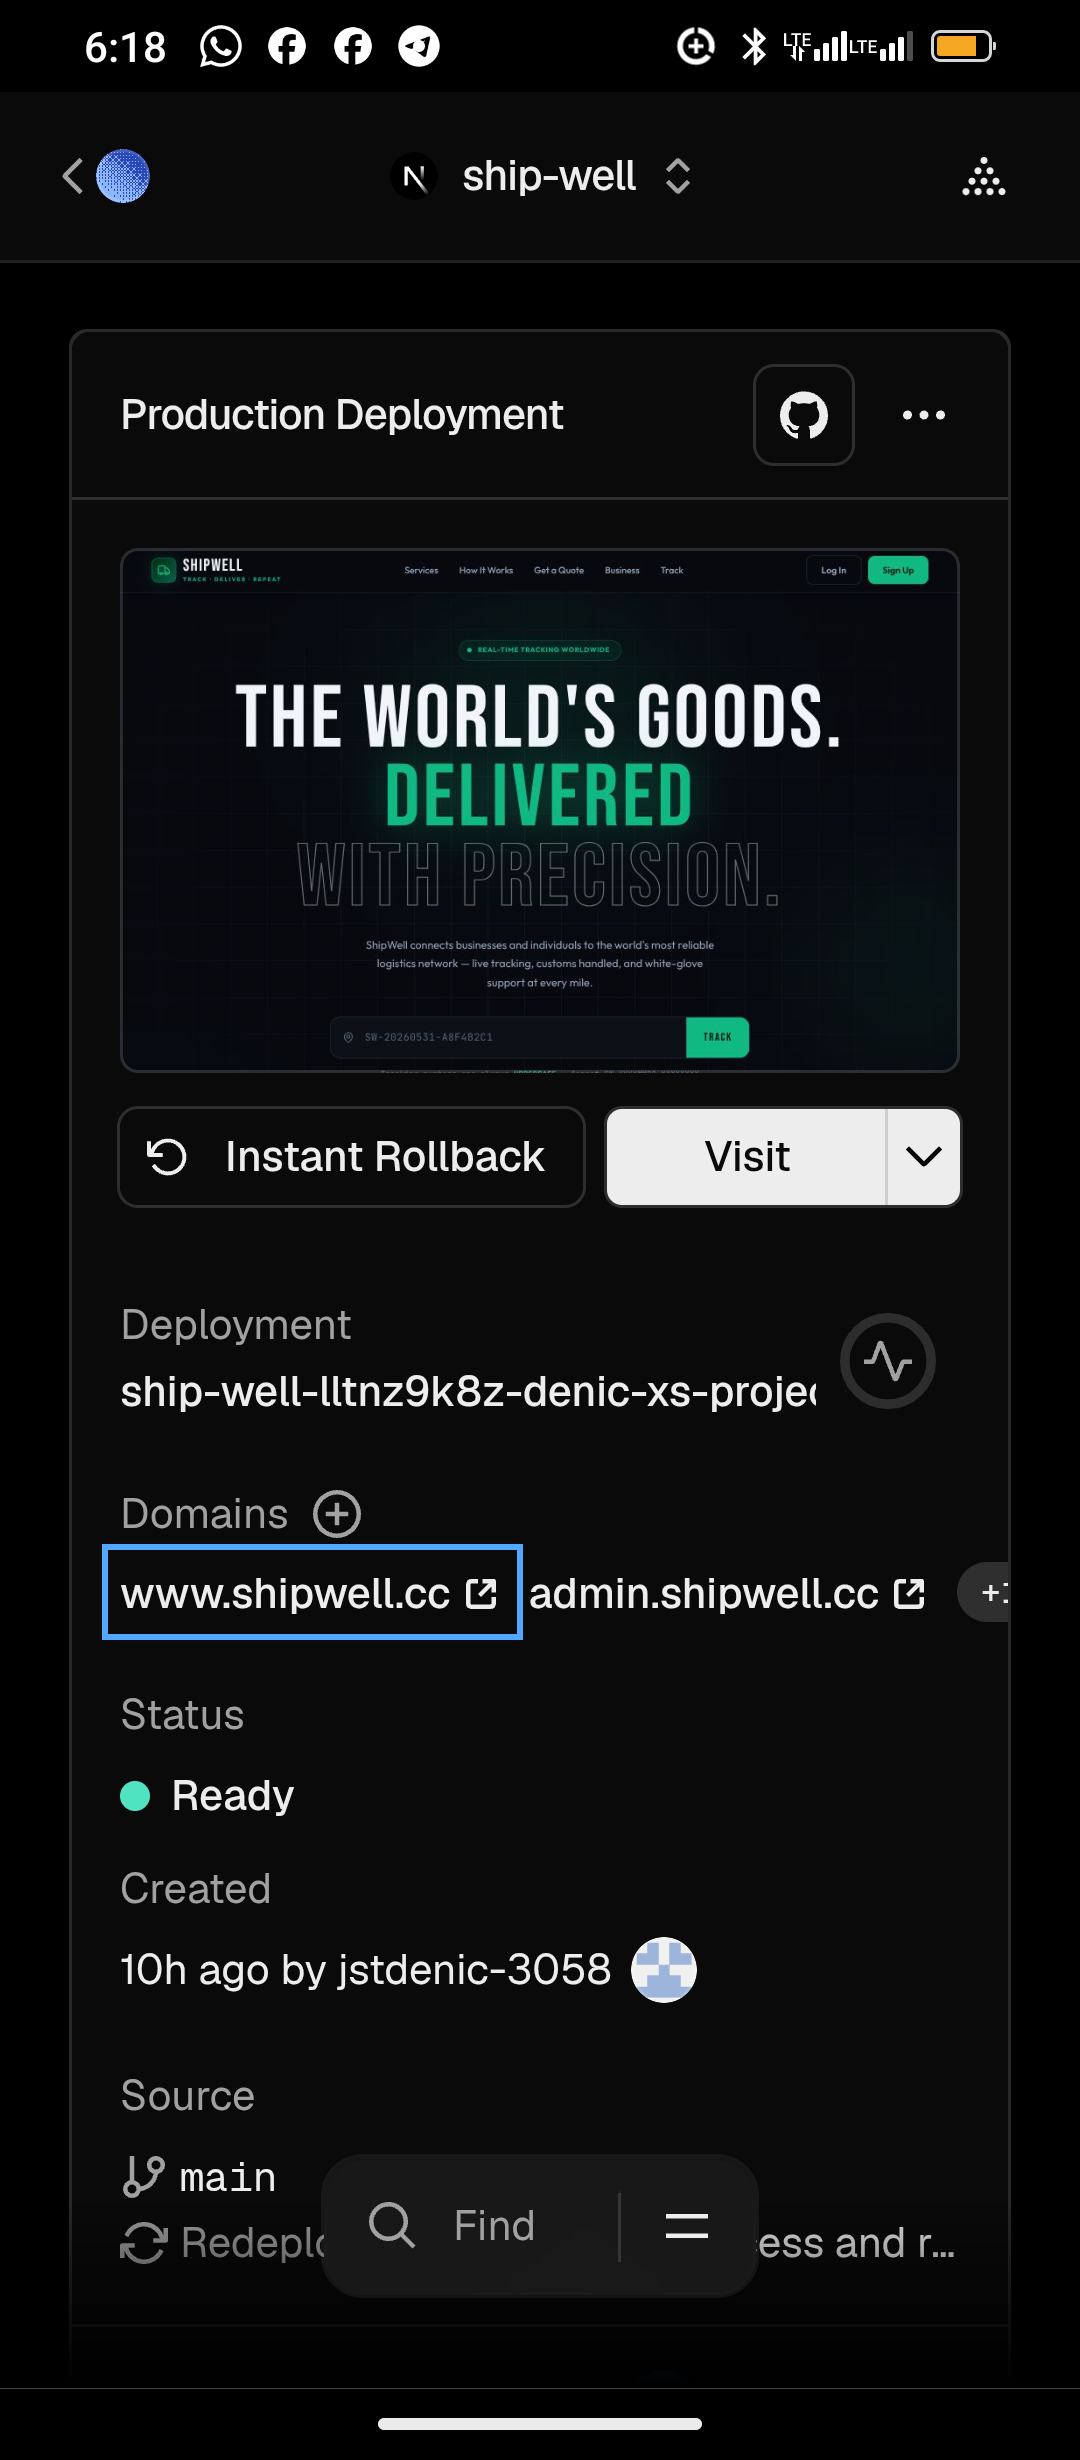 6:18
LTE
LTE
ship-well
Production Deployment
SHIPWELL
TRACK · DELIVER · REPEAT
Services
How It Works
Get a Quote
Business
Track
Log In
Sign Up
REAL-TIME TRACKING WORLDWIDE
THE WORLD'S GOODS.
DELIVERED
WITH PRECISION.
ShipWell connects businesses and individuals to the world's most reliable
logistics network — live tracking, customs handled, and white-glove
support at every mile.
SW-20260531-A8F4B2C1
TRACK
Instant Rollback
Visit
Deployment
ship-well-lltnz9k8z-denic-xs-projec
Domains
www.shipwell.cc
admin.shipwell.cc
+1
Status
Ready
Created
10h ago by jstdenic-3058
Source
main
Redeplo
ess and r...
Find